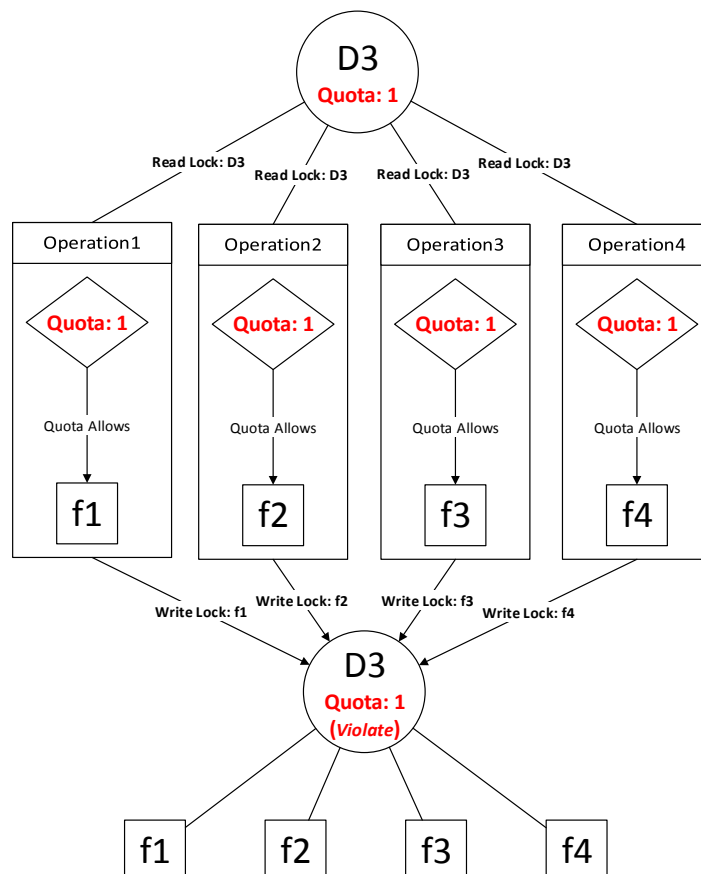 D3
Quota: 1
Read Lock: D3
Read Lock: D3
Read Lock: D3
Read Lock: D3
Operation1
Operation2
Operation3
Operation4
Quota: 1
Quota: 1
Quota: 1
Quota: 1
Quota Allows
Quota Allows
Quota Allows
Quota Allows
f1
f2
f3
f4
Write Lock: f1
Write Lock: f2
Write Lock: f3
Write Lock: f4
D3
Quota: 1
(Violate)
f1
f2
f3
f4